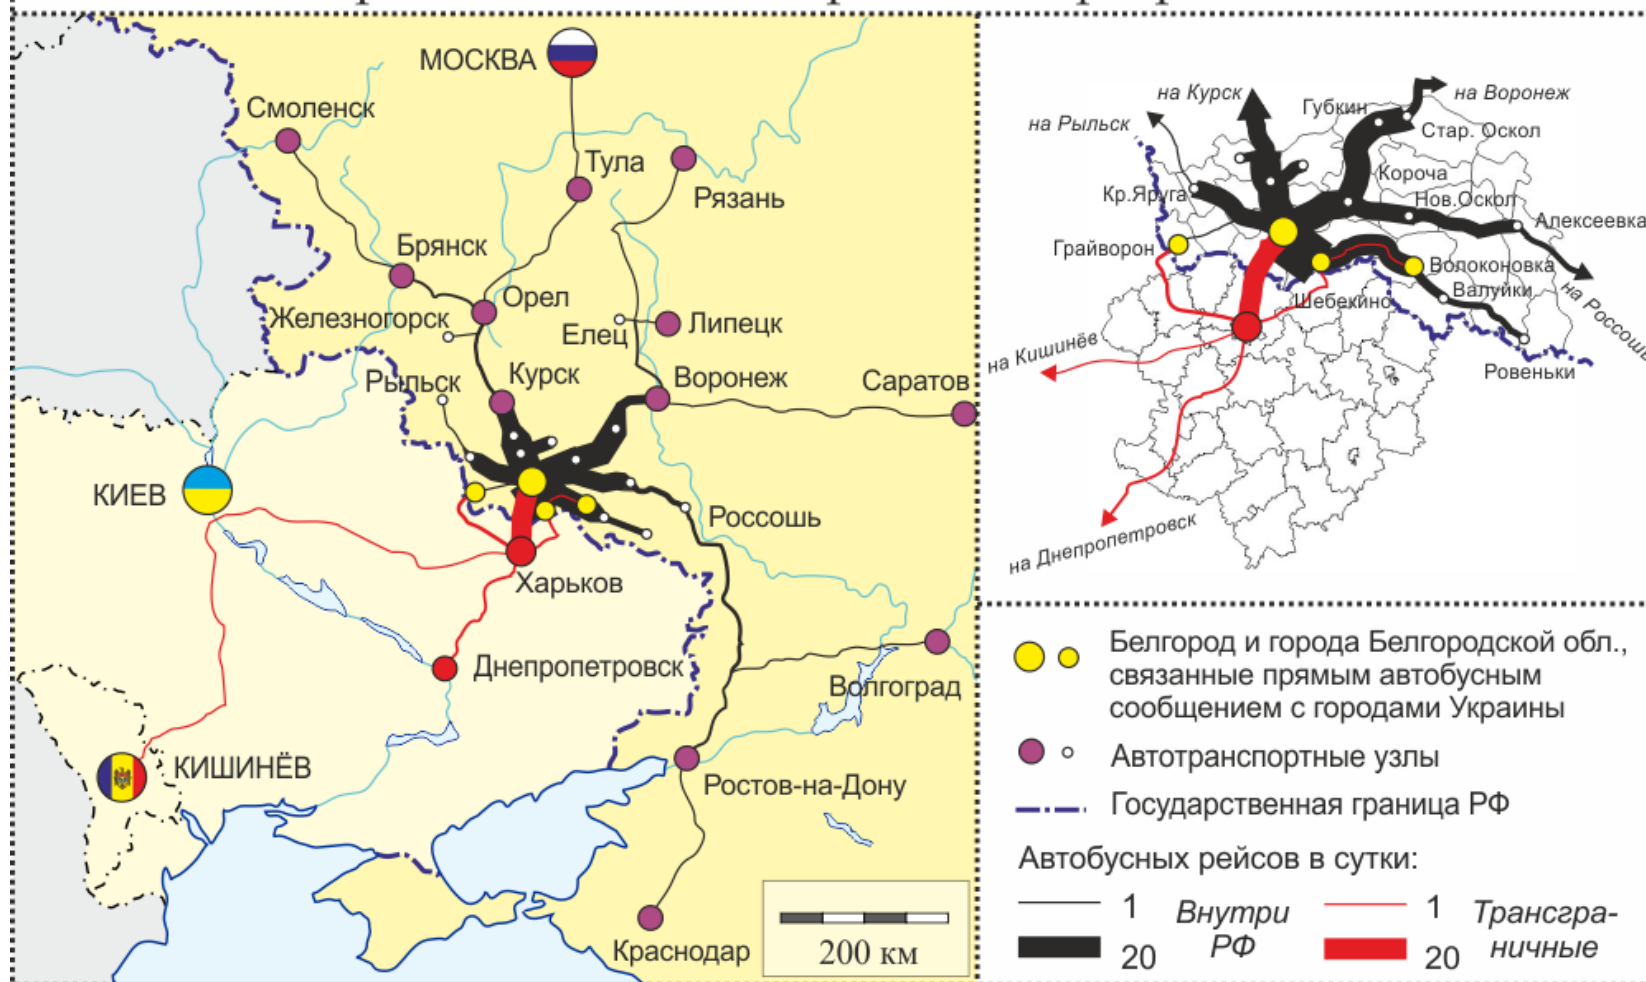 МОСКВА
Смоленск
Тула
Рязань
Брянск
Орел
Железногорск
Елец
Липецк
Рыльск
Курск
Воронеж
Саратов
КИЕВ
Россошь
Харьков
Днепропетровск
Волгоград
КИШИНЁВ
Ростов-на-Дону
Краснодар
200 км
на Курск
на Воронеж
Губкин
на Рыльск
Стар. Оскол
Короча
Кр.Яруга
Нов.Оскол
Алексеевка
Грайворон
Волоконовка
Валуйки
Шебекино
на Россошь
на Кишинёв
Ровеньки
на Днепропетровск
Белгород и города Белгородской обл.,
связанные прямым автобусным
сообщением с городами Украины
Автотранспортные узлы
Государственная граница РФ
Автобусных рейсов в сутки:
1 Внутри 1 Трансгра-
20 РФ 20 ничные